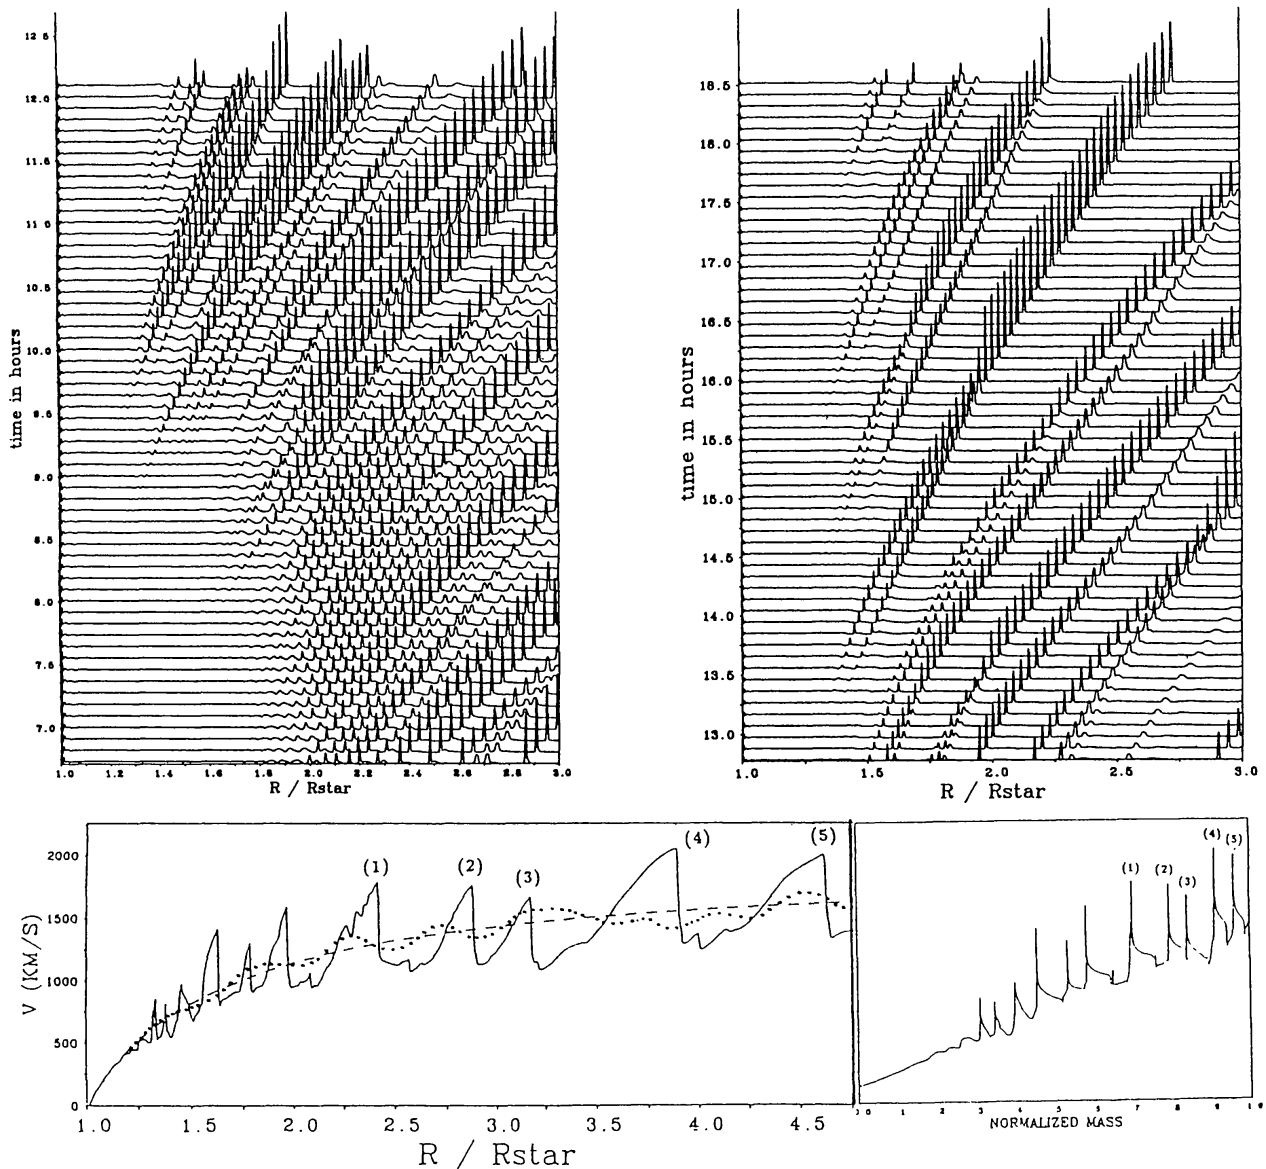 12 5
12.0
11.5
11 0
10.5
10.0
9.5
9.0
8.5
8.0
7.5
7.0
time in hours
1.0 1.2 1.4 1.6 1.8 2.0 2.2 2.4 2.6 2.8 3.0
R / Rstar
18.5
18.0
17.5
17.0
16.5
16.0
15.5
15.0
14.5
14.0
13.5
13.0
time in hours
1.0 1.5 2.0 2.5 3.0
R / Rstar
2000
1500
1000
500
0
V (KM/S)
(1) (2) (3) (4) (5)
1.0 1.5 2.0 2.5 3.0 3.5 4.0 4.5
R / Rstar
(1) (2) (3) (4) (5)
NORMALIZED MASS